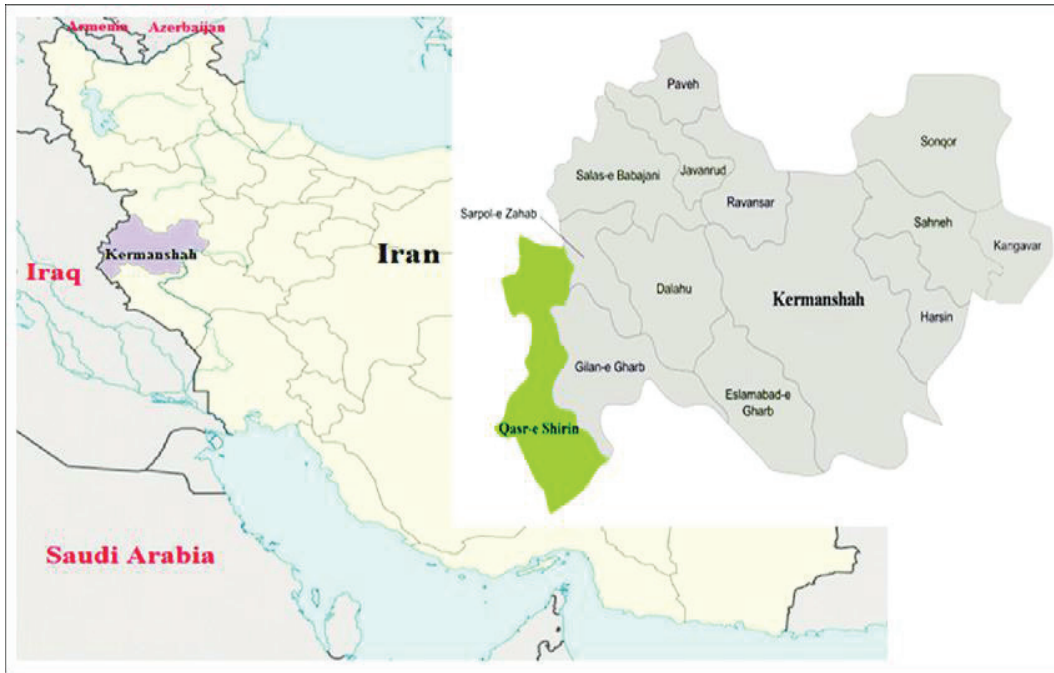 Armenia
Azerbaijan
Kermanshah
Iran
Iraq
Saudi Arabia
Paveh
Sonqor
Salas-e Babajani
Javanrud
Ravansar
Sarpol-e Zahab
Sahneh
Kangavar
Dalahu
Kermanshah
Harsin
Gilan-e Gharb
Eslamabad-e
Gharb
Qasr-e Shirin